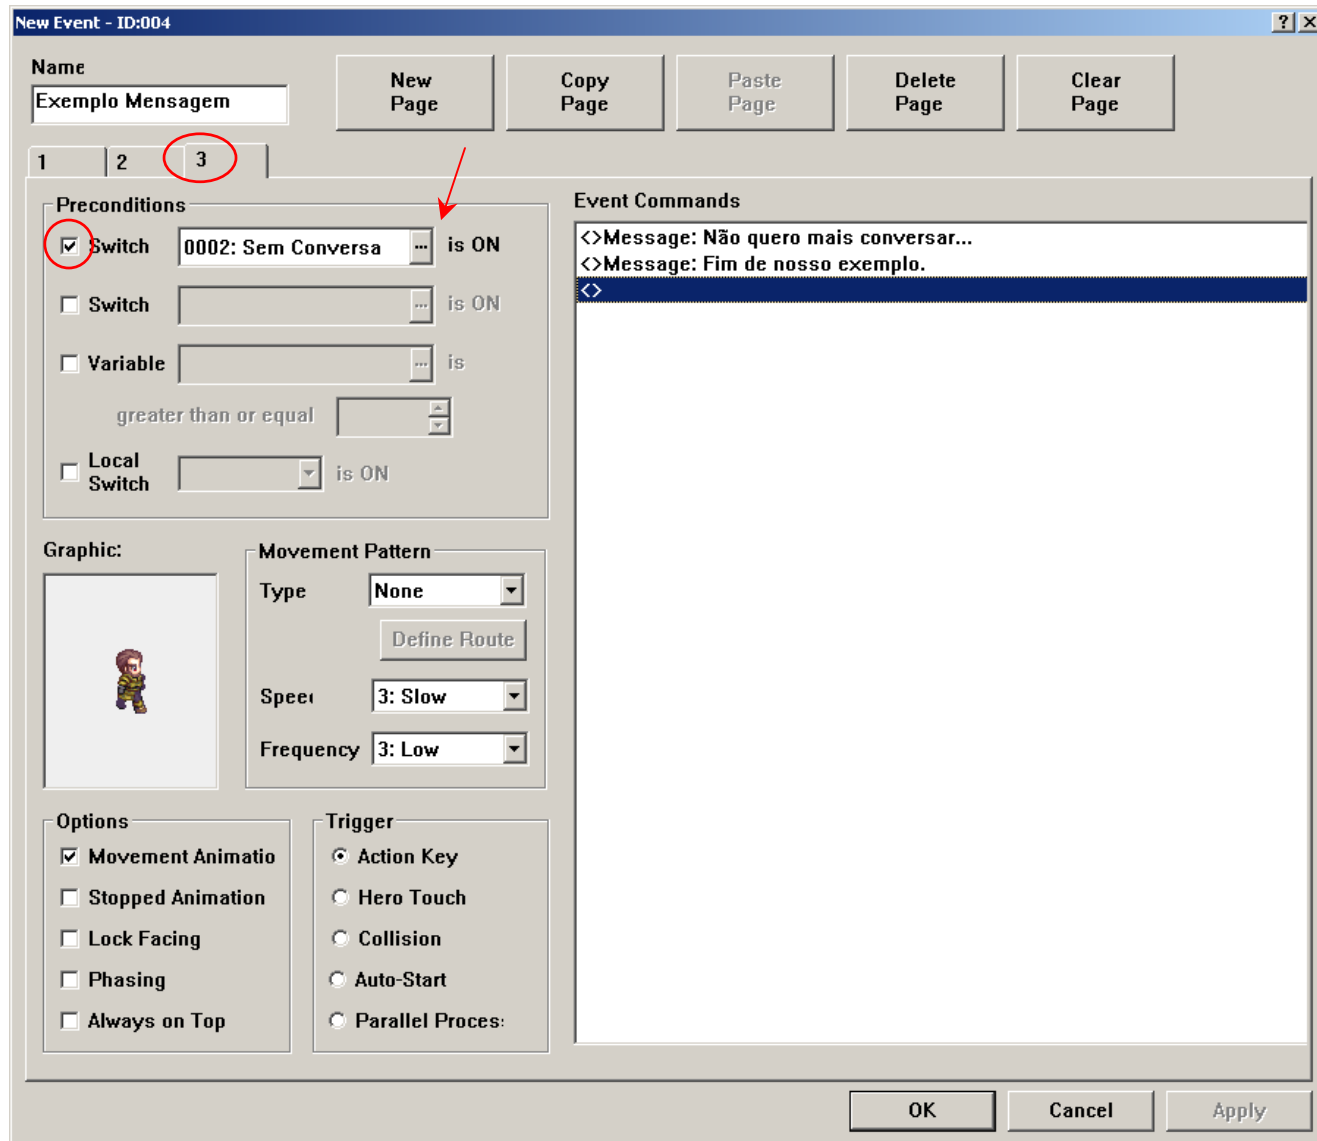 New Event - ID:004
Name
Exemplo Mensagem
New
Page
Copy
Page
Paste
Page
Delete
Page
Clear
Page
1
2
3
Preconditions
Switch
0002: Sem Conversa
...
is ON
Switch
...
is ON
Variable
...
is
greater than or equal
Local
Switch
is ON
Event Commands
<>Message: Não quero mais conversar...
<>Message: Fim de nosso exemplo.
<>
Graphic:
Movement Pattern
Type
None
Define Route
Speed
3: Slow
Frequency
3: Low
Options
Movement Animatio
Stopped Animation
Lock Facing
Phasing
Always on Top
Trigger
Action Key
Hero Touch
Collision
Auto-Start
Parallel Proces
OK
Cancel
Apply